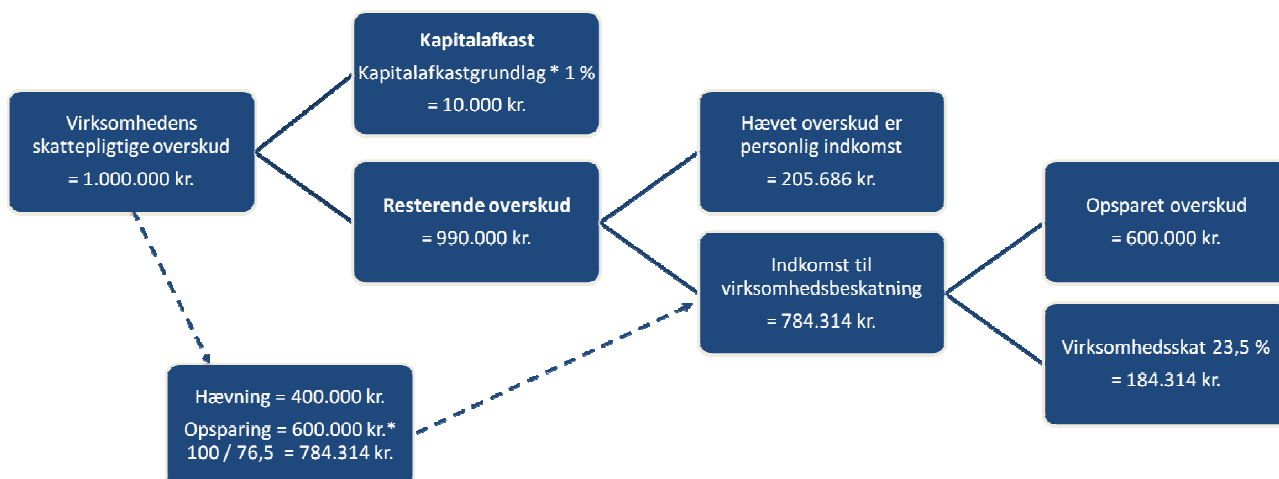 Virksomhedens
skattepligtige overskud
= 1.000.000 kr.
Kapitalafkast
Kapitalafkastgrundlag * 1 %
= 10.000 kr.
Resterende overskud
= 990.000 kr.
Hævet overskud er
personlig indkomst
= 205.686 kr.
Indkomst til
virksomhedsbeskatning
= 784.314 kr.
Opsparet overskud
= 600.000 kr.
Virksomhedsskat 23,5 %
= 184.314 kr.
Hævning = 400.000 kr.
Opsparing = 600.000 kr.*
100 / 76,5 = 784.314 kr.